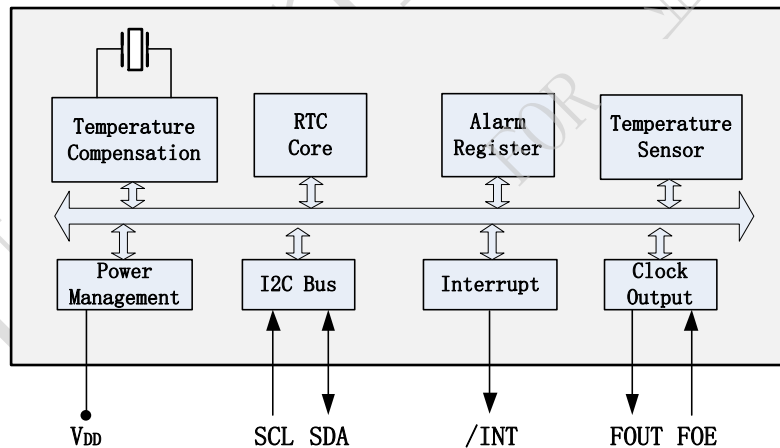 Temperature
Compensation
RTC
Core
Alarm
Register
Temperature
Sensor
Power
Management
I2C Bus
Interrupt
Clock
Output
VDD
SCL SDA
/INT
FOUT FOE
FOR